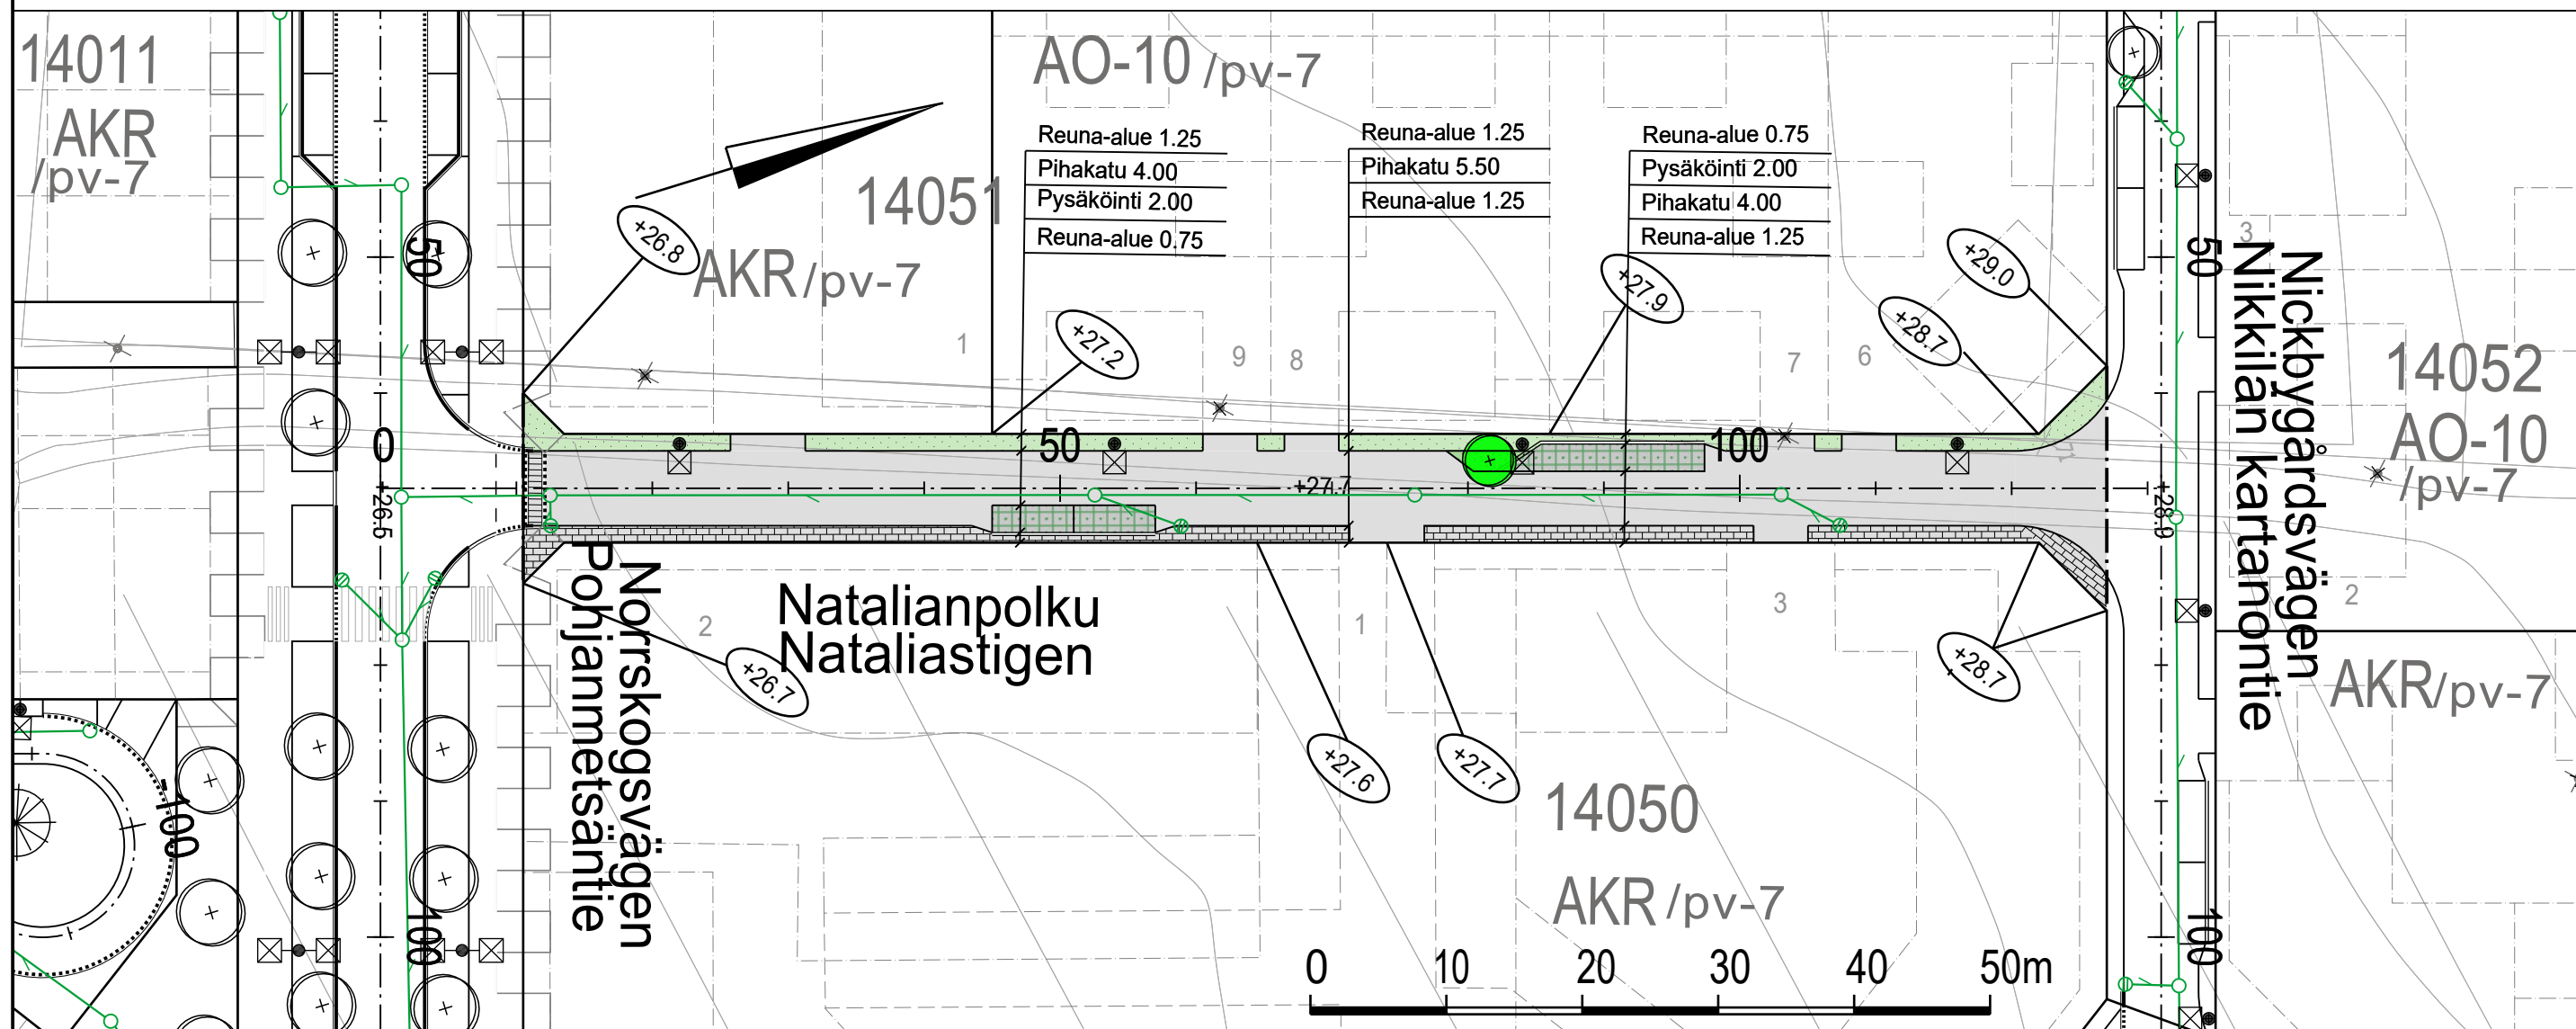 14011
AKR
/pv-7
50
0
+26.5
100
100
+26.8
14051
AKR/pv-7
1
AO-10 /pv-7
Reuna-alue 1.25
Pihakatu 4.00
Pysäköinti 2.00
Reuna-alue 0.75
Reuna-alue 1.25
Pihakatu 5.50
Reuna-alue 1.25
Reuna-alue 0.75
Pysäköinti 2.00
Pihakatu 4.00
Reuna-alue 1.25
+27.2
9
8
+27.9
7
6
+28.7
+29.0
50
+27.7
100
+28.9
50
3
Nickbygårdsvägen
Nikkilän kartanontie
14052
AO-10
/pv-7
2
AKR/pv-7
Norrskogsvägen
Pohjanmetsäntie
2
+26.7
Natalianpolku
Nataliastigen
1
3
+27.6
+27.7
+28.7
14050
AKR /pv-7
0 10 20 30 40 50m
100